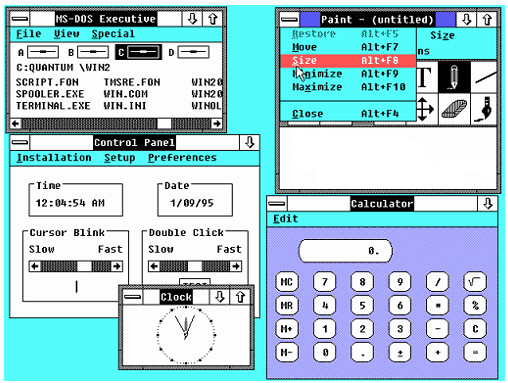 MS-DOS Executive
File View Special
A C D
C:QUANTUM \WIN2
SCRIPT.FON TMSRE.FON WIN20
SPOOLER.EXE WIN.COM WIN20
TERMINAL.EXE WIN.INI WINOL
Paint - (untitled)
Restore Alt+F5
Move Alt+F7
Size Alt+F8
Minimize Alt+F9
Maximize Alt+F10
Close Alt+F4
Size
ns
T
Control Panel
Installation Setup Preferences
Time
12:04:54 AM
Date
1/09/95
Cursor Blink
Slow Fast
Double Click
Slow Fast
Clock
Calculator
Edit
0.
MC 7 8 9 / √
MR 4 5 6 * %
M+ 1 2 3 - C
M- 0 . ± + =